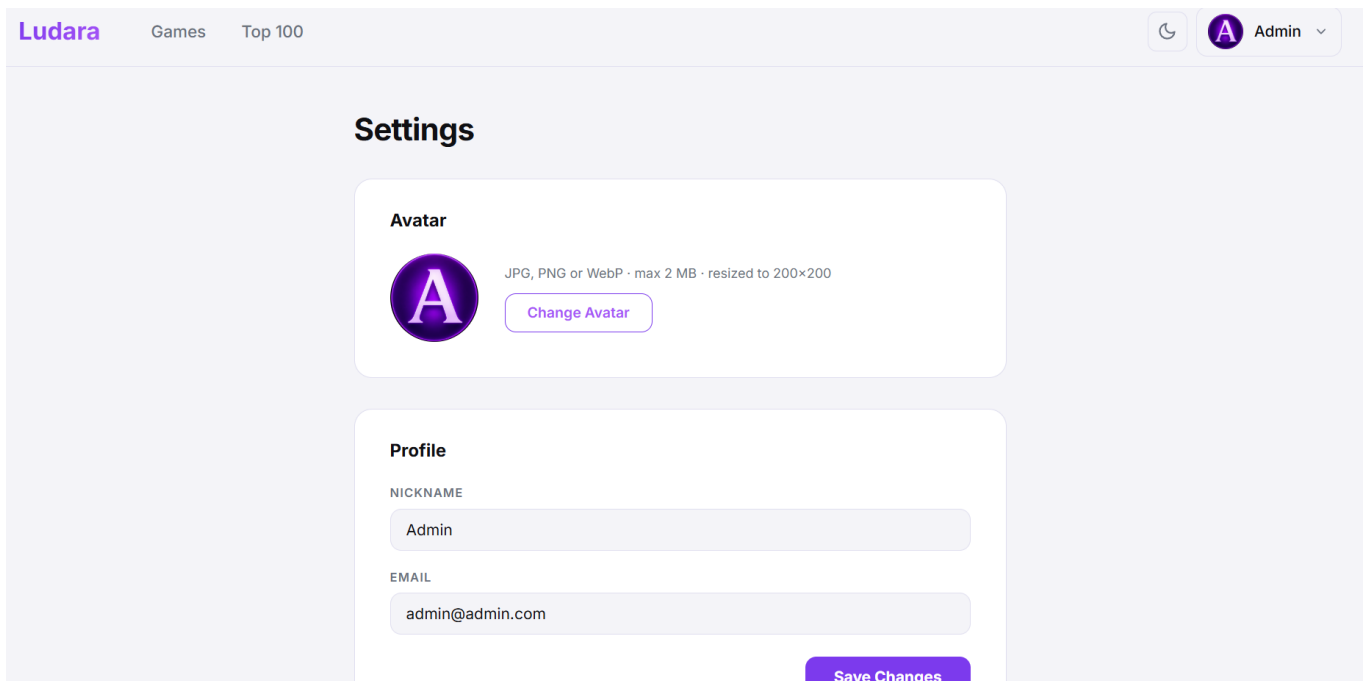 Ludara Games Top 100 A Admin
Settings
Avatar
A
JPG, PNG or WebP · max 2 MB · resized to 200×200
Change Avatar
Profile
NICKNAME
Admin
EMAIL
admin@admin.com
Save Changes